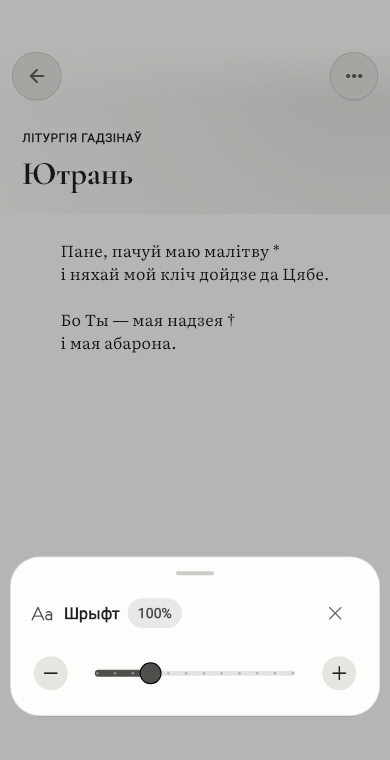 ЛІТУРГІЯ ГАДЗІНАЎ
Ютрань
Пане, пачуй маю малітву *
і няхай мой кліч дойдзе да Цябе.
Бо Ты — мая надзея †
і мая абарона.
Aa Шрыфт 100%